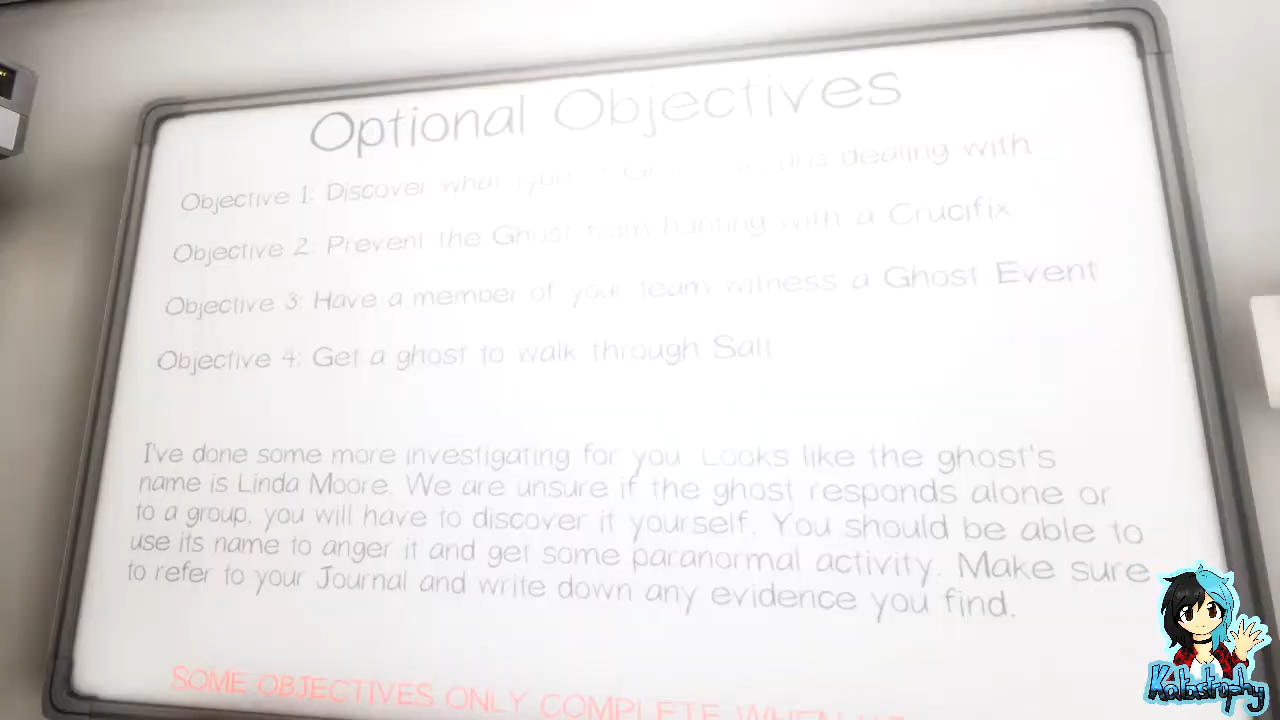 Optional Objectives
Objective 1: Discover what type of Ghost you are dealing with
Objective 2: Prevent the Ghost from hunting with a Crucifix
Objective 3: Have a member of your team witness a Ghost Event
Objective 4: Get a ghost to walk through Salt
I've done some more investigating for you. Looks like the ghost's
name is Linda Moore. We are unsure if the ghost responds alone or
to a group, you will have to discover it yourself. You should be able to
use its name to anger it and get some paranormal activity. Make sure
to refer to your Journal and write down any evidence you find.
SOME OBJECTIVES ONLY COMPLETE WHEN
Katastrophy